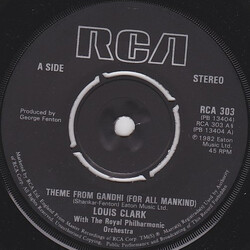 RCA
A SIDE
STEREO
RCA 303
(PB 13404)
RCA 303 A
(PB 13404 A)
Produced by
George Fenton
℗ 1982
Eaton Music Ltd.
45 RPM
THEME FROM GANDHI (FOR ALL MANKIND)
(Shankar-Fenton) Eaton Music Ltd.
LOUIS CLARK
With The Royal Philharmonic
Orchestra